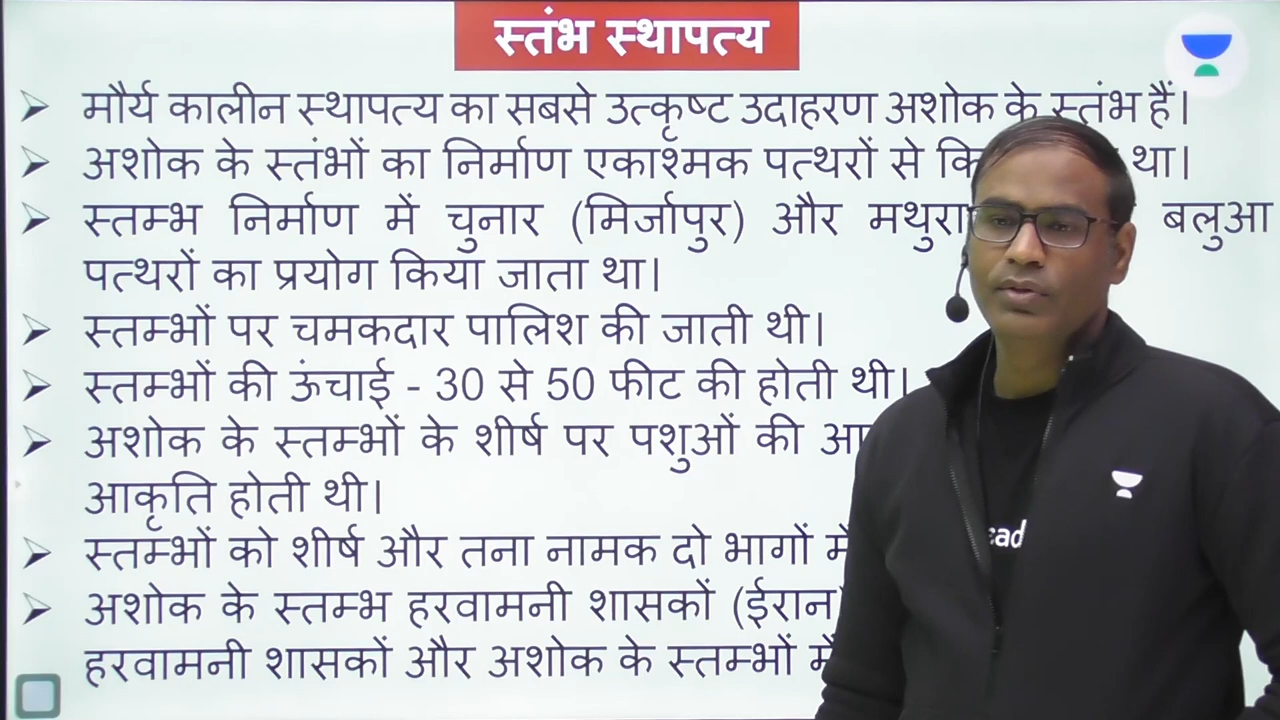 स्तंभ स्थापत्य
मौर्य कालीन स्थापत्य का सबसे उत्कृष्ट उदाहरण अशोक के स्तंभ हैं।
अशोक के स्तंभों का निर्माण एकाश्मक पत्थरों से था।
स्तम्भ निर्माण में चुनार (मिर्जापुर) और मथुरा बलुआ
पत्थरों का प्रयोग किया जाता था।
स्तम्भों पर चमकदार पालिश की जाती थी।
स्तम्भों की ऊंचाई - 30 से 50 फीट की होती थी।
अशोक के स्तम्भों के शीर्ष पर पशुओं की
आकृति होती थी।
स्तम्भों को शीर्ष और तना नामक दो भागों में
अशोक के स्तम्भ हरवामनी शासकों (ईरान)
हरवामनी शासकों और अशोक के स्तम्भों में